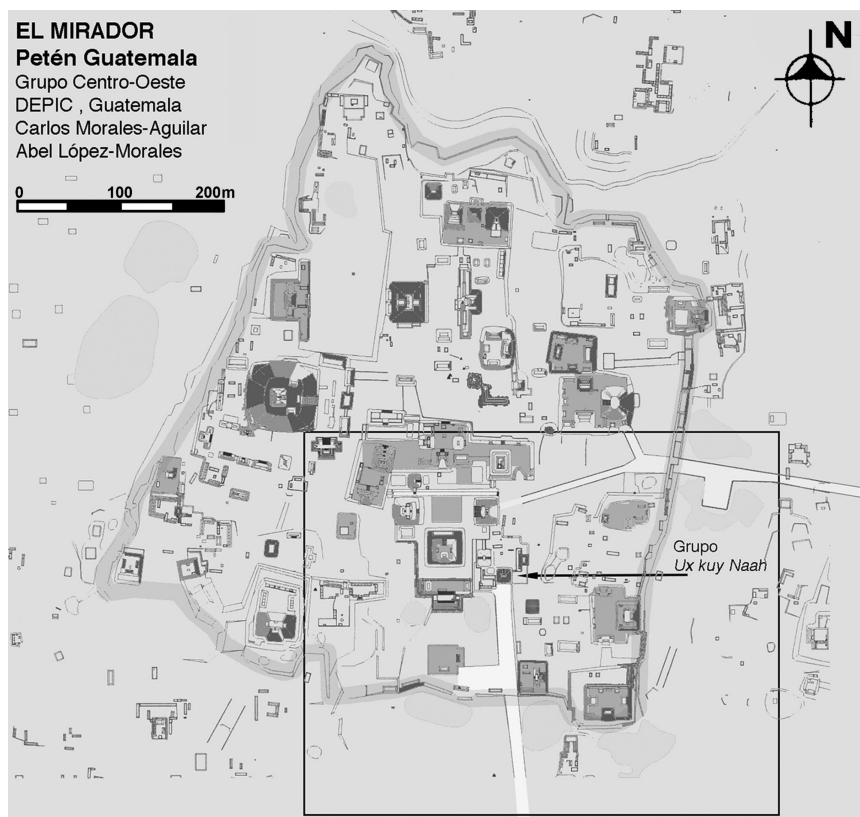 EL MIRADOR
Petén Guatemala
Grupo Centro-Oeste
DEPIC , Guatemala
Carlos Morales-Aguilar
Abel López-Morales
0 100 200m
N
Grupo
Ux kuy Naah